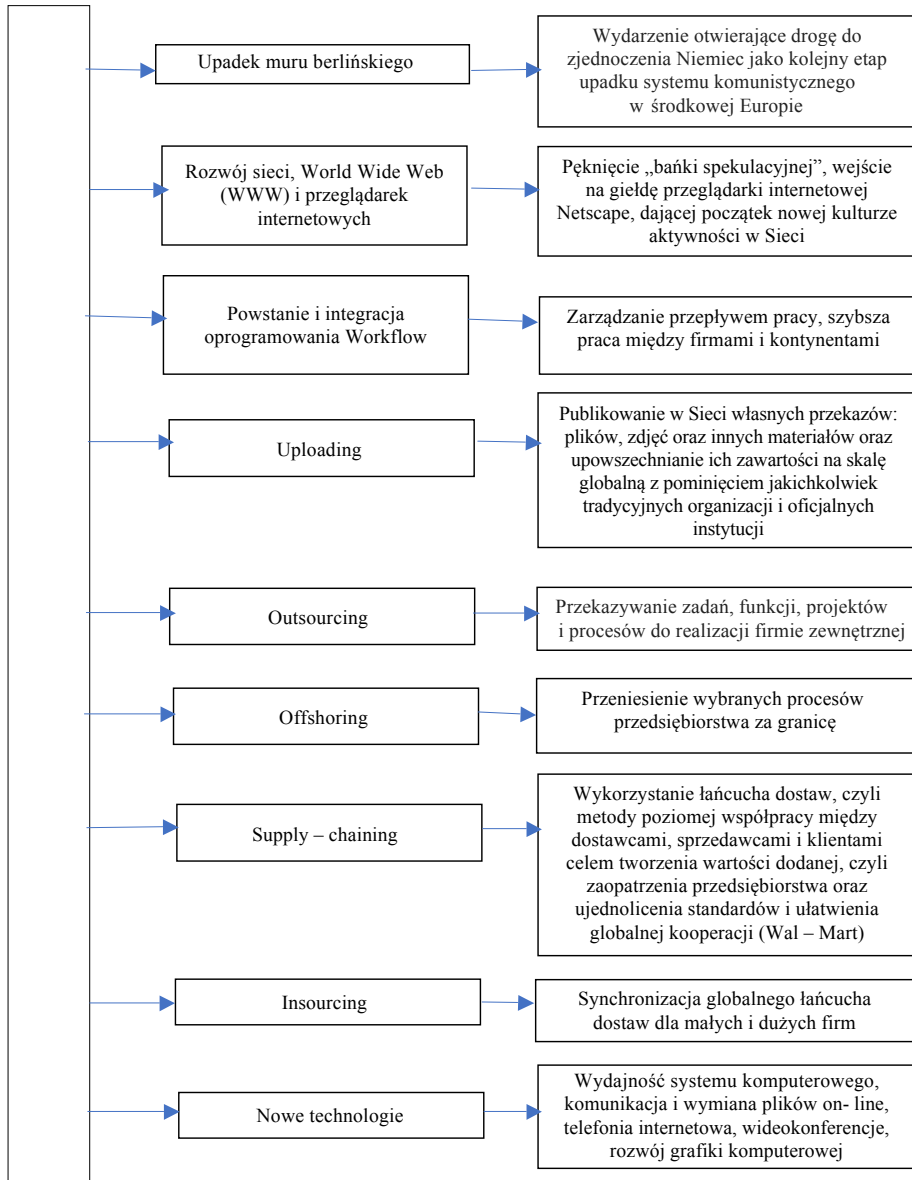 Upadek muru berlińskiego
Wydarzenie otwierające drogę do
zjednoczenia Niemiec jako kolejny etap
upadku systemu komunistycznego
w środkowej Europie
Rozwój sieci, World Wide Web
(WWW) i przeglądarek
internetowych
Pęknięcie „bańki spekulacyjnej”, wejście
na giełdę przeglądarki internetowej
Netscape, dającej początek nowej kulturze
aktywności w Sieci
Powstanie i integracja
oprogramowania Workflow
Zarządzanie przepływem pracy, szybsza
praca między firmami i kontynentami
Uploading
Publikowanie w Sieci własnych przekazów:
plików, zdjęć oraz innych materiałów oraz
upowszechnianie ich zawartości na skalę
globalną z pominięciem jakichkolwiek
tradycyjnych organizacji i oficjalnych
instytucji
Outsourcing
Przekazywanie zadań, funkcji, projektów
i procesów do realizacji firmie zewnętrznej
Offshoring
Przeniesienie wybranych procesów
przedsiębiorstwa za granicę
Supply – chaining
Wykorzystanie łańcucha dostaw, czyli
metody poziomej współpracy między
dostawcami, sprzedawcami i klientami
celem tworzenia wartości dodanej, czyli
zaopatrzenia przedsiębiorstwa oraz
ujednolicenia standardów i ułatwienia
globalnej kooperacji (Wal – Mart)
Insourcing
Synchronizacja globalnego łańcucha
dostaw dla małych i dużych firm
Nowe technologie
Wydajność systemu komputerowego,
komunikacja i wymiana plików on- line,
telefonia internetowa, wideokonferencje,
rozwój grafiki komputerowej